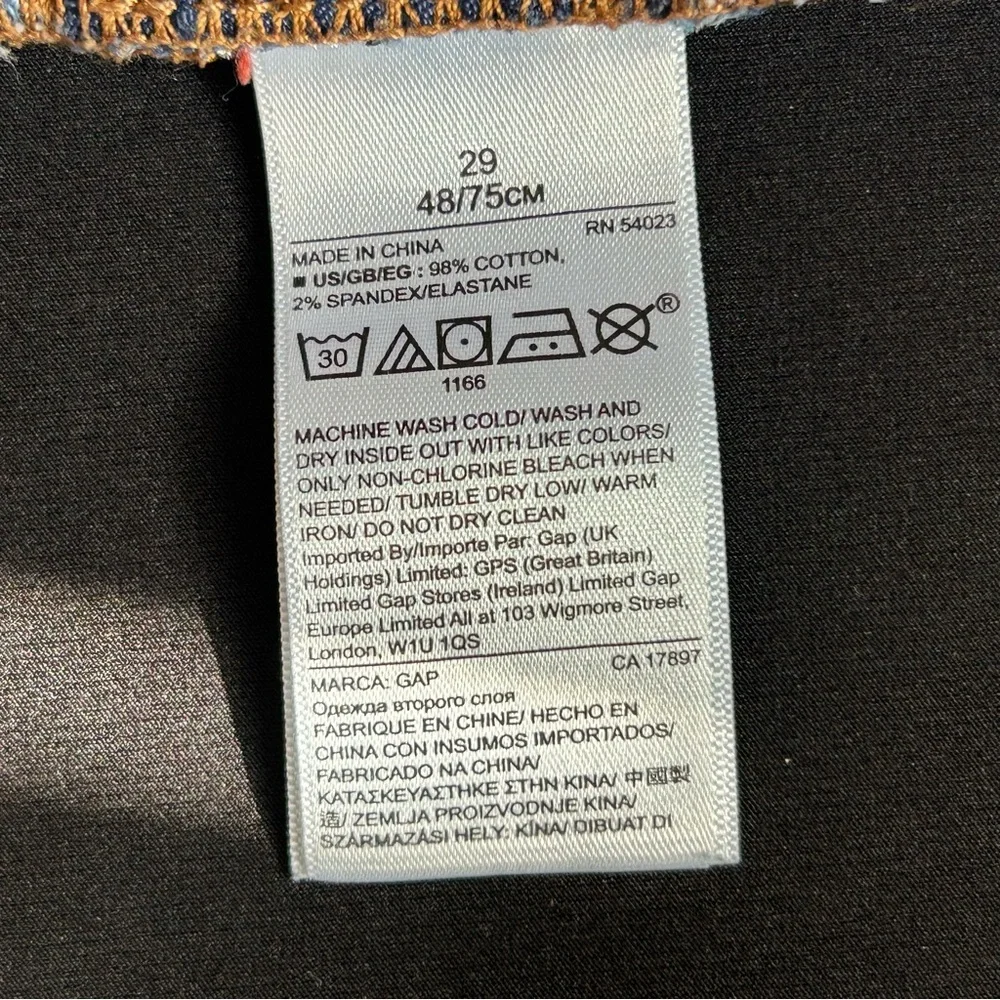 29
48/75CM
RN 54023
MADE IN CHINA
■ US/GB/EG : 98% COTTON,
2% SPANDEX/ELASTANE
30
®
1166
MACHINE WASH COLD/ WASH AND
DRY INSIDE OUT WITH LIKE COLORS/
ONLY NON-CHLORINE BLEACH WHEN
NEEDED/ TUMBLE DRY LOW/ WARM
IRON/ DO NOT DRY CLEAN
Imported By/Importe Par: Gap (UK
Holdings) Limited: GPS (Great Britain)
Limited Gap Stores (Ireland) Limited Gap
Europe Limited All at 103 Wigmore Street,
London, W1U 1QS
CA 17897
MARCA: GAP
Одежда второго слоя
FABRIQUE EN CHINE/ HECHO EN
CHINA CON INSUMOS IMPORTADOS/
FABRICADO NA CHINA/
ΚΑΤΑΣΚΕΥΑΣΤΗΚΕ ΣΤΗΝ ΚΙΝΑ/ 中國製
造/ ZEMLJA PROIZVODNJE KINA/
SZÁRMAZÁSI HELY: KÍNA/ DIBUAT DI